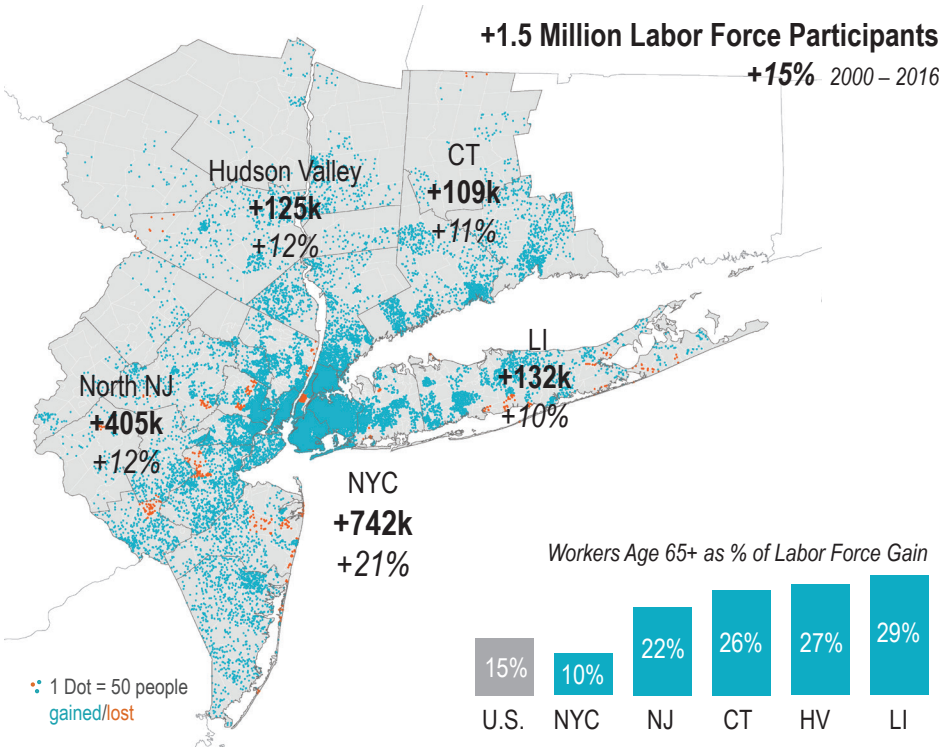 +1.5 Million Labor Force Participants
+15% 2000 – 2016
Hudson Valley
+125k
+12%
CT
+109k
+11%
LI
+132k
+10%
North NJ
+405k
+12%
NYC
+742k
+21%
Workers Age 65+ as % of Labor Force Gain
15% 10% 22% 26% 27% 29%
U.S. NYC NJ CT HV LI
1 Dot = 50 people
gained/lost